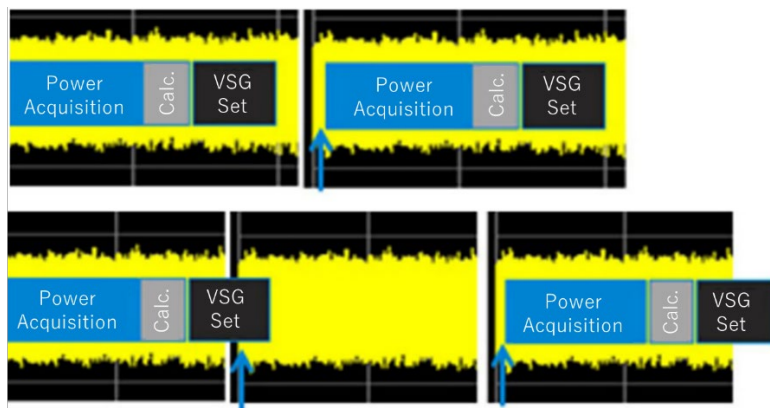 Power
Acquisition
Calc.
VSG
Set
Power
Acquisition
Calc.
VSG
Set
Power
Acquisition
Calc.
VSG
Set
Power
Acquisition
Calc.
VSG
Set